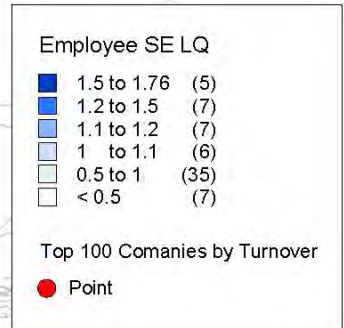 Employee SE LQ
1.5 to 1.76 (5)
1.2 to 1.5 (7)
1.1 to 1.2 (7)
1 to 1.1 (6)
0.5 to 1 (35)
< 0.5 (7)
Top 100 Comanies by Turnover
Point